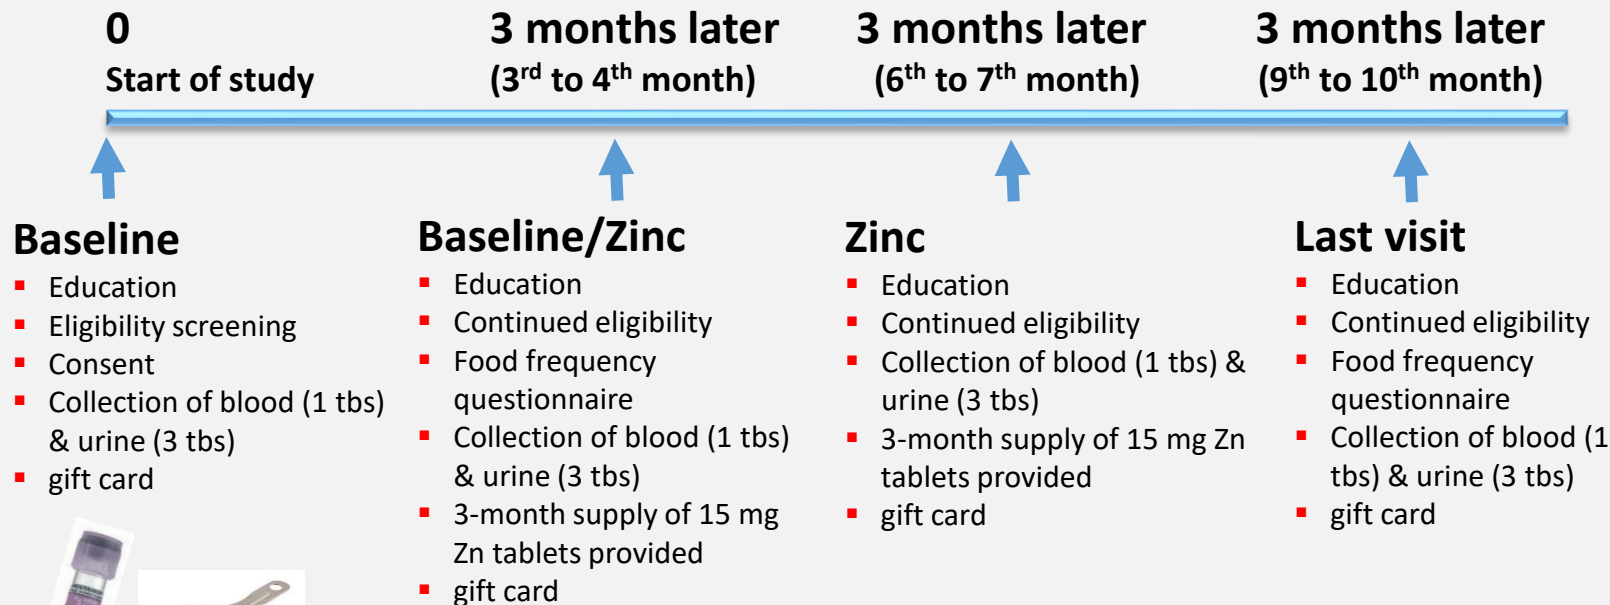 0
Start of study
3 months later
(3rd to 4th month)
3 months later
(6th to 7th month)
3 months later
(9th to 10th month)
Baseline
▪ Education
▪ Eligibility screening
▪ Consent
▪ Collection of blood (1 tbs)
& urine (3 tbs)
▪ gift card
Baseline/Zinc
▪ Education
▪ Continued eligibility
▪ Food frequency
questionnaire
▪ Collection of blood (1 tbs)
& urine (3 tbs)
▪ 3-month supply of 15 mg
Zn tablets provided
▪ gift card
Zinc
▪ Education
▪ Continued eligibility
▪ Collection of blood (1 tbs) &
urine (3 tbs)
▪ 3-month supply of 15 mg Zn
tablets provided
▪ gift card
Last visit
▪ Education
▪ Continued eligibility
▪ Food frequency
questionnaire
▪ Collection of blood (1
tbs) & urine (3 tbs)
▪ gift card